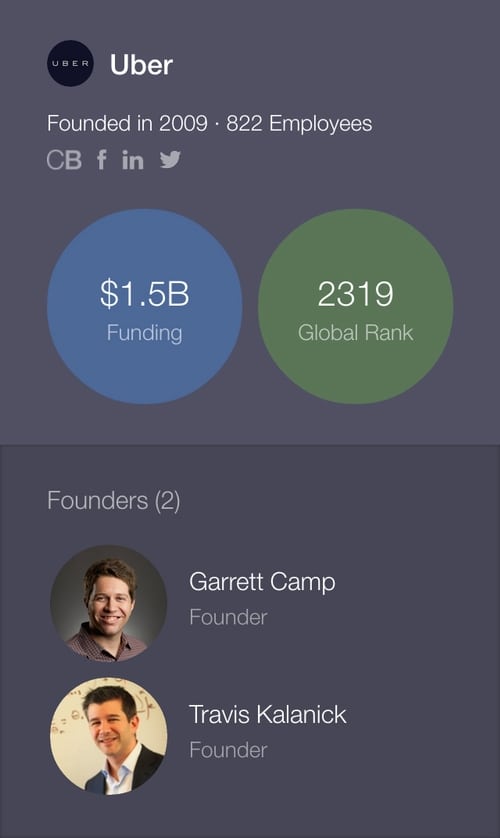 UBER
Uber
Founded in 2009 · 822 Employees
CB f in
$1.5B
Funding
2319
Global Rank
Founders (2)
Garrett Camp
Founder
Travis Kalanick
Founder